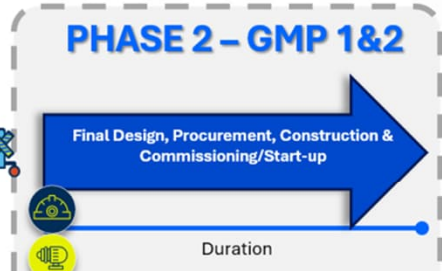 PHASE 2 – GMP 1&2
Final Design, Procurement, Construction &
Commissioning/Start-up
Duration